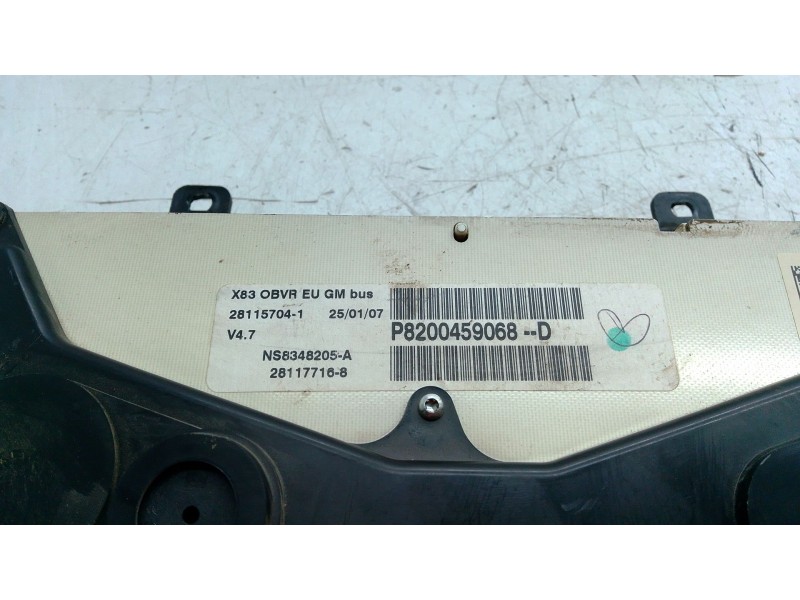 X83 OBVR EU GM bus
28115704-1 25/01/07
V4.7
P8200459068--D
NS8348205-A
28117716-8